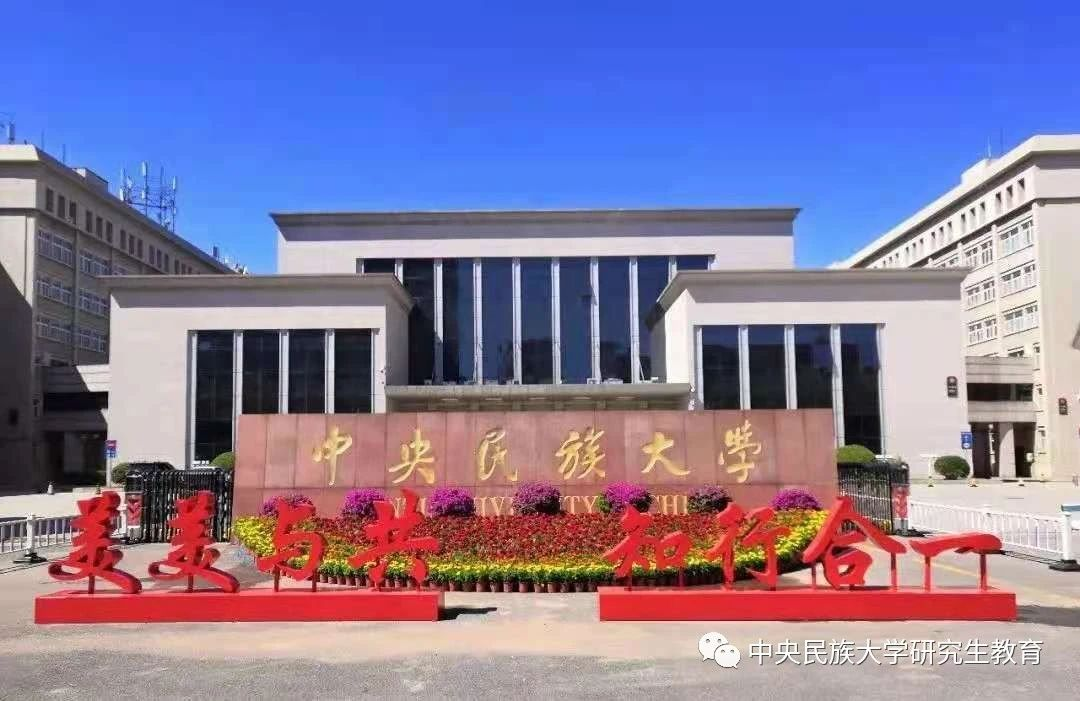 中央民族大学
美美与共 知行合一
中央民族大学研究生教育